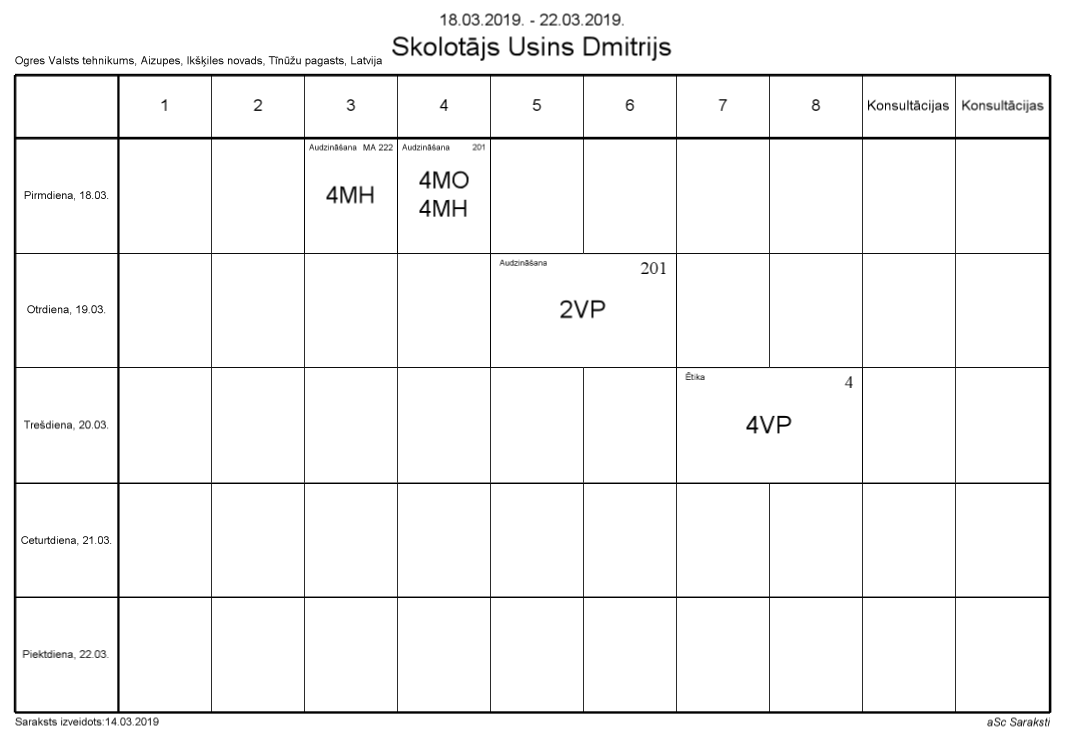 18.03.2019. - 22.03.2019.
Skolotājs Usins Dmitrijs
Ogres Valsts tehnikums, Aizupes, Ikšķiles novads, Tīnūžu pagasts, Latvija
1 2 3 4 5 6 7 8 Konsultācijas Konsultācijas
Pirmdiena, 18.03.
Audzināšana MA 222
4MH
Audzināšana 201
4MO
4MH
Otrdiena, 19.03.
Audzināšana 201
2VP
Trešdiena, 20.03.
Ētika 4
4VP
Ceturtdiena, 21.03.
Piektdiena, 22.03.
Saraksts izveidots:14.03.2019
aSc Saraksti